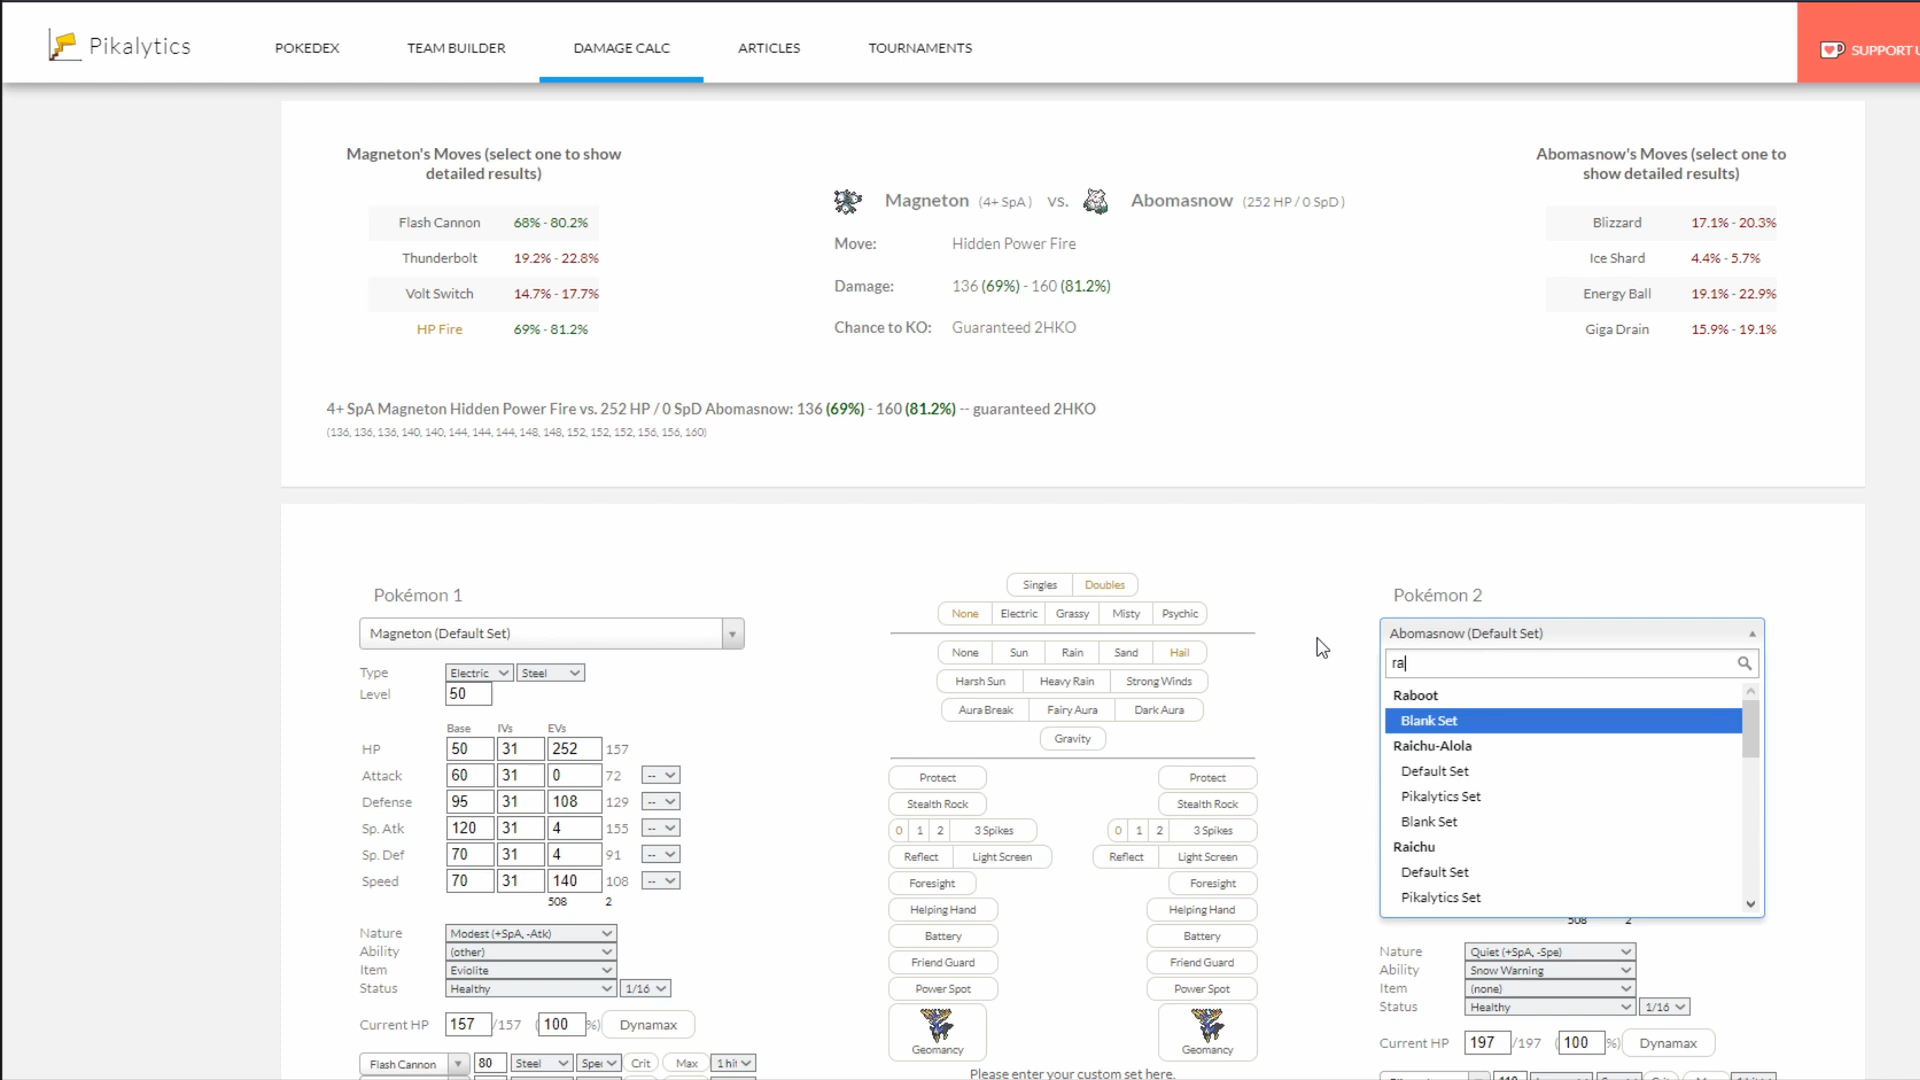 Pikalytics
POKEDEX
TEAM BUILDER
DAMAGE CALC
ARTICLES
TOURNAMENTS
SUPPORT U
Magneton's Moves (select one to show
detailed results)
Flash Cannon 68% - 80.2%
Thunderbolt 19.2% - 22.8%
Volt Switch 14.7% - 17.7%
HP Fire 69% - 81.2%
Magneton (4+ SpA) VS. Abomasnow (252 HP / 0 SpD)
Move: Hidden Power Fire
Damage: 136 (69%) - 160 (81.2%)
Chance to KO: Guaranteed 2HKO
Abomasnow's Moves (select one to
show detailed results)
Blizzard 17.1% - 20.3%
Ice Shard 4.4% - 5.7%
Energy Ball 19.1% - 22.9%
Giga Drain 15.9% - 19.1%
4+ SpA Magneton Hidden Power Fire vs. 252 HP / 0 SpD Abomasnow: 136 (69%) - 160 (81.2%) -- guaranteed 2HKO
(136, 136, 136, 140, 140, 144, 144, 144, 148, 148, 152, 152, 152, 156, 156, 160)
Pokémon 1
Magneton (Default Set)
Type Electric Steel
Level 50
Base IVs EVs
HP 50 31 252 157
Attack 60 31 0 72 --
Defense 95 31 108 129 --
Sp. Atk 120 31 4 155 --
Sp. Def 70 31 4 91 --
Speed 70 31 140 108 --
508 2
Nature Modest (+SpA, -Atk)
Ability (other)
Item Eviolite
Status Healthy 1/16
Current HP 157 /157 ( 100 %) Dynamax
Flash Cannon 80 Steel Spec Crit Max 1 hit
Singles Doubles
None Electric Grassy Misty Psychic
None Sun Rain Sand Hail
Harsh Sun Heavy Rain Strong Winds
Aura Break Fairy Aura Dark Aura
Gravity
Protect Protect
Stealth Rock Stealth Rock
0 1 2 3 Spikes 0 1 2 3 Spikes
Reflect Light Screen Reflect Light Screen
Foresight Foresight
Helping Hand Helping Hand
Battery Battery
Friend Guard Friend Guard
Power Spot Power Spot
Geomancy Geomancy
Please enter your custom set here.
Pokémon 2
Abomasnow (Default Set)
ra
Raboot
Blank Set
Raichu-Alola
Default Set
Pikalytics Set
Blank Set
Raichu
Default Set
Pikalytics Set
508 2
Nature Quiet (+SpA, -Spe)
Ability Snow Warning
Item (none)
Status Healthy 1/16
Current HP 197 /197 ( 100 %) Dynamax